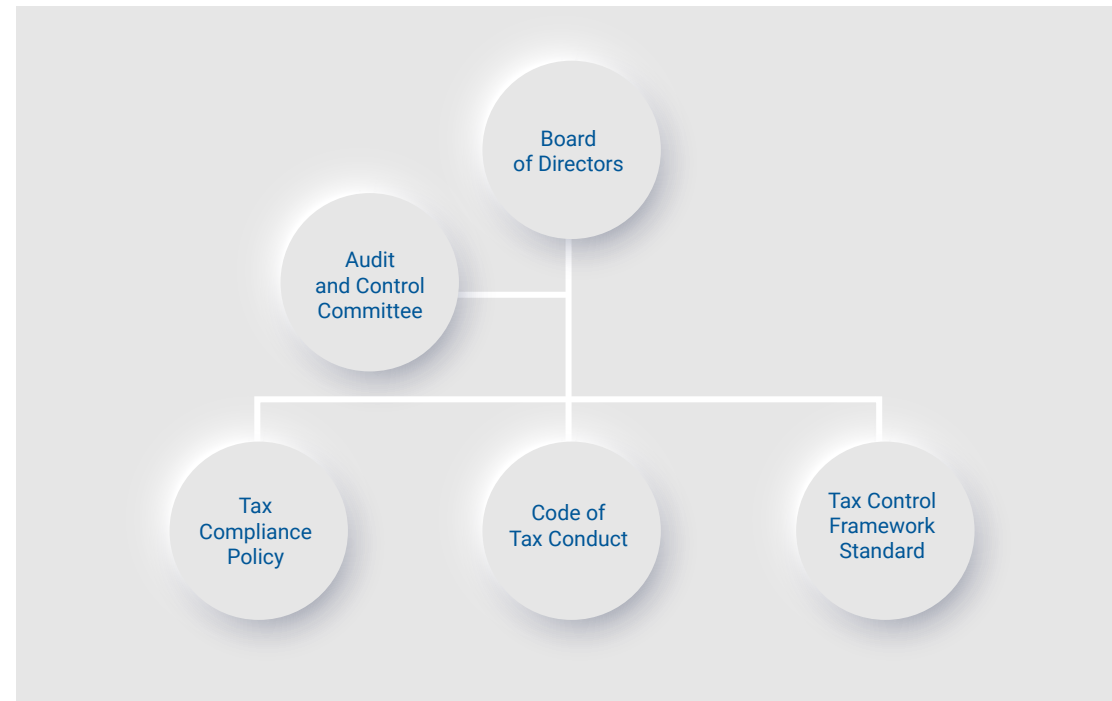 Board
of Directors
Audit
and Control
Committee
Tax
Compliance
Policy
Code of
Tax Conduct
Tax Control
Framework
Standard